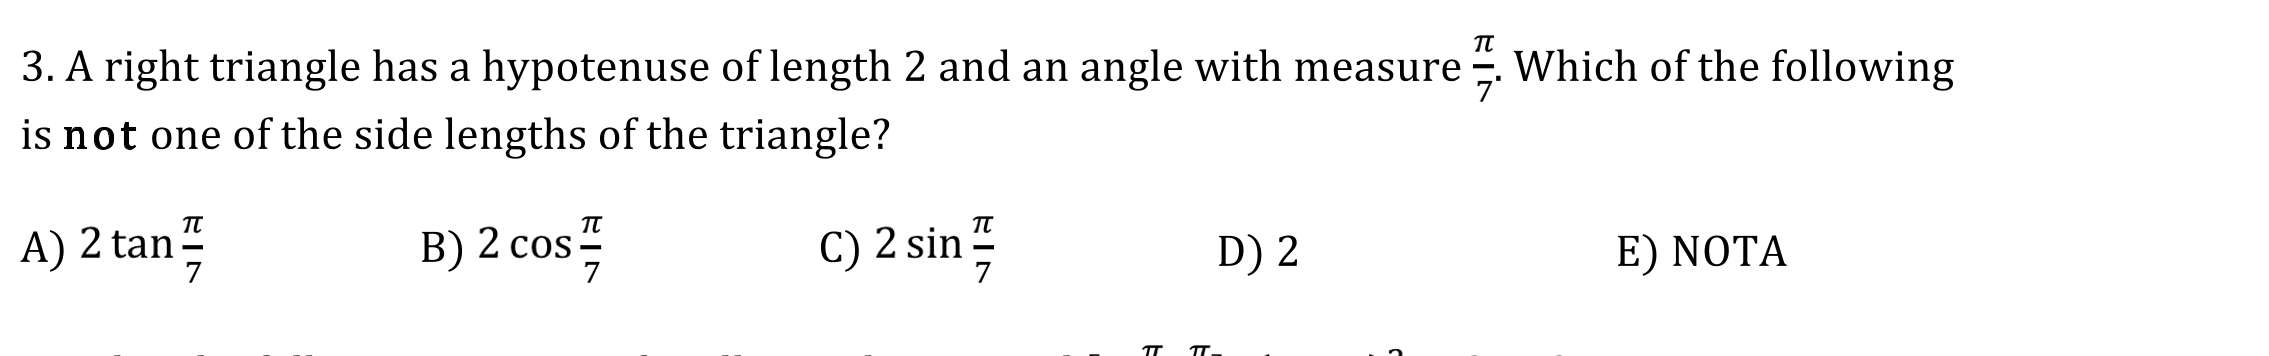 3. A right triangle has a hypotenuse of length 2 and an angle with measure π/7. Which of the following
is not one of the side lengths of the triangle?
A) 2 tan π/7 B) 2 cos π/7 C) 2 sin π/7 D) 2 E) NOTA